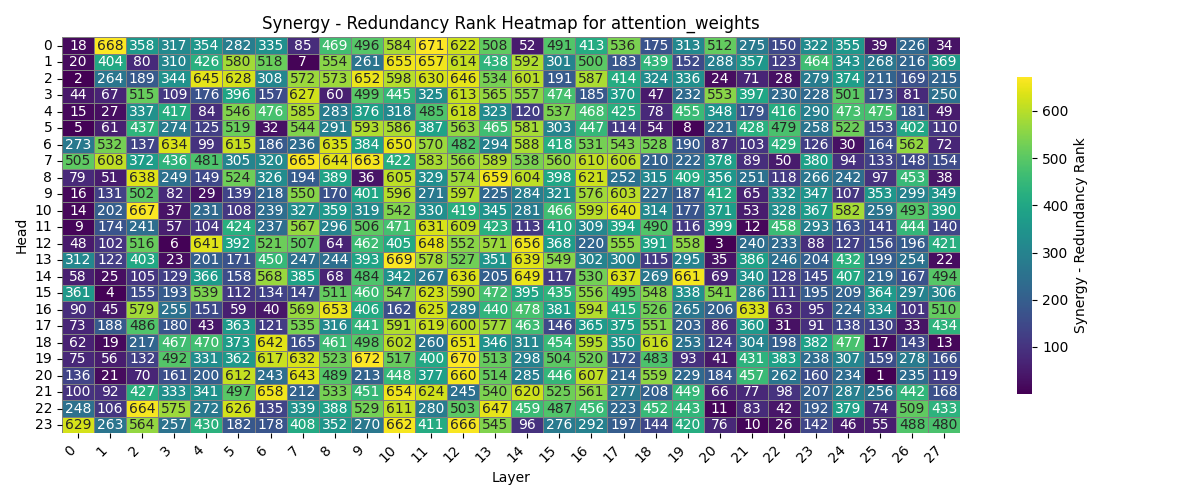 Synergy - Redundancy Rank Heatmap for attention_weights
0 18 668 358 317 354 282 335 85 469 496 584 671 622 508 52 491 413 536 175 313 512 275 150 322 355 39 226 34
1 20 404 80 310 426 580 518 7 554 261 655 657 614 438 592 301 500 183 439 152 288 357 123 464 343 268 216 369
2 2 264 189 344 645 628 308 572 573 652 598 630 646 534 601 191 587 414 324 336 24 71 28 279 374 211 169 215
3 44 67 515 109 176 396 157 627 60 499 445 325 613 565 557 474 185 370 47 232 553 397 230 228 501 173 81 250
4 15 27 337 417 84 546 476 585 283 376 318 485 618 323 120 537 468 425 78 455 348 179 416 290 473 475 181 49
5 5 61 437 274 125 519 32 544 291 593 586 387 563 465 581 303 447 114 54 8 221 428 479 258 522 153 402 110
6 273 532 137 634 99 615 186 236 635 384 650 570 482 294 588 418 531 543 528 190 87 103 429 126 30 164 562 72
7 505 608 372 436 481 305 320 665 644 663 422 583 566 589 538 560 610 606 210 222 378 89 50 380 94 133 148 154
8 79 51 638 249 149 524 326 194 389 36 605 329 574 659 604 398 621 252 315 409 356 251 118 266 242 97 453 38
9 16 131 502 82 29 139 218 550 170 401 596 271 597 225 284 321 576 603 227 187 412 65 332 347 107 353 299 349
10 14 202 667 37 231 108 239 327 359 319 542 330 419 345 281 466 599 640 314 177 371 53 328 367 582 259 493 390
11 9 174 241 57 104 424 237 567 296 506 471 631 609 423 113 410 309 394 490 116 399 12 458 293 163 141 444 140
12 48 102 516 6 641 392 521 507 64 462 405 648 552 571 656 368 220 555 391 558 3 240 233 88 127 156 196 421
13 312 122 403 23 201 171 450 247 244 393 669 578 527 351 639 549 302 300 115 295 35 386 246 204 432 199 254 22
14 58 25 105 129 366 158 568 385 68 484 342 267 636 205 649 117 530 637 269 661 69 340 128 145 407 219 167 494
15 361 4 155 193 539 112 134 147 511 460 547 623 590 472 395 435 556 495 548 338 541 286 111 195 209 364 297 306
16 90 45 579 255 151 59 40 569 653 406 162 625 289 440 478 381 594 415 526 265 206 633 63 95 224 334 101 510
17 73 188 486 180 43 363 121 535 316 441 591 619 600 577 463 146 365 375 551 203 86 360 31 91 138 130 33 434
18 62 19 217 467 470 373 642 165 461 498 602 260 651 346 311 454 595 350 616 253 124 304 198 382 477 17 143 13
19 75 56 132 492 331 362 617 632 523 672 517 400 670 513 298 504 520 172 483 93 41 431 383 238 307 159 278 166
20 136 21 70 161 200 612 243 643 489 213 448 377 660 514 285 446 607 214 559 229 184 457 262 160 234 1 235 119
21 100 92 427 333 341 497 658 212 533 451 654 624 245 540 620 525 561 277 208 449 66 77 98 207 287 256 442 168
22 248 106 664 575 272 626 135 339 388 529 611 280 503 647 459 487 456 223 452 443 11 83 42 192 379 74 509 433
23 629 263 564 257 430 182 178 408 352 270 662 411 666 545 96 276 292 197 144 420 76 10 26 142 46 55 488 480
0 1 2 3 4 5 6 7 8 9 10 11 12 13 14 15 16 17 18 19 20 21 22 23 24 25 26 27
Layer
Head
600
500
400
300
200
100
Synergy - Redundancy Rank